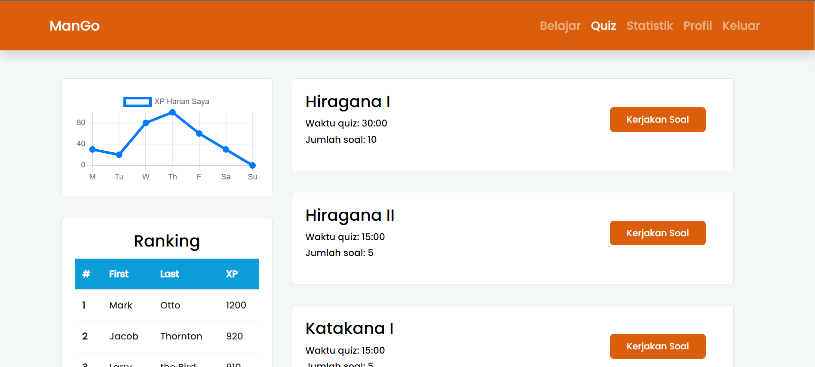 ManGo
Belajar Quiz Statistik Profil Keluar
XP Harian Saya
80
40
0
M Tu W Th F Sa Su
Ranking
# First Last XP
1 Mark Otto 1200
2 Jacob Thornton 920
3 Larry the Bird 910
Hiragana I
Waktu quiz: 30:00
Jumlah soal: 10
Kerjakan Soal
Hiragana II
Waktu quiz: 15:00
Jumlah soal: 5
Kerjakan Soal
Katakana I
Waktu quiz: 15:00
Jumlah soal: 5
Kerjakan Soal